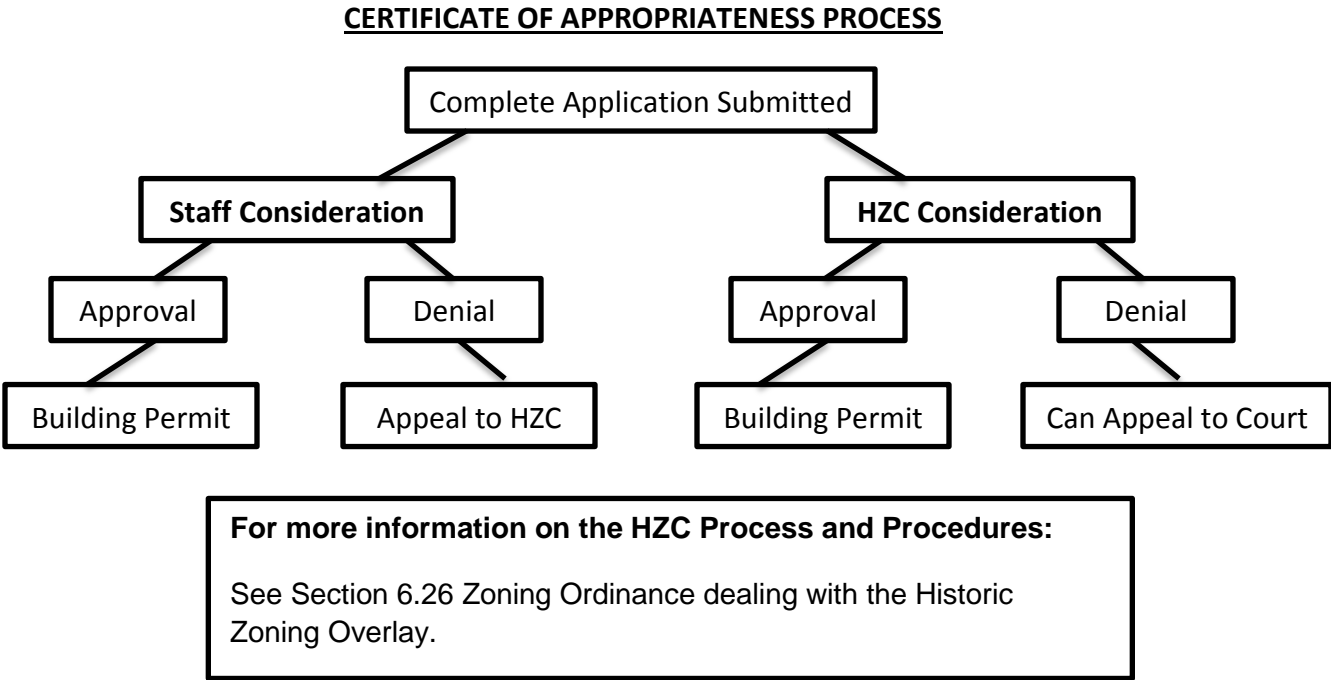 CERTIFICATE OF APPROPRIATENESS PROCESS
Complete Application Submitted
Staff Consideration
HZC Consideration
Approval
Denial
Approval
Denial
Building Permit
Appeal to HZC
Building Permit
Can Appeal to Court
For more information on the HZC Process and Procedures:
See Section 6.26 Zoning Ordinance dealing with the Historic
Zoning Overlay.